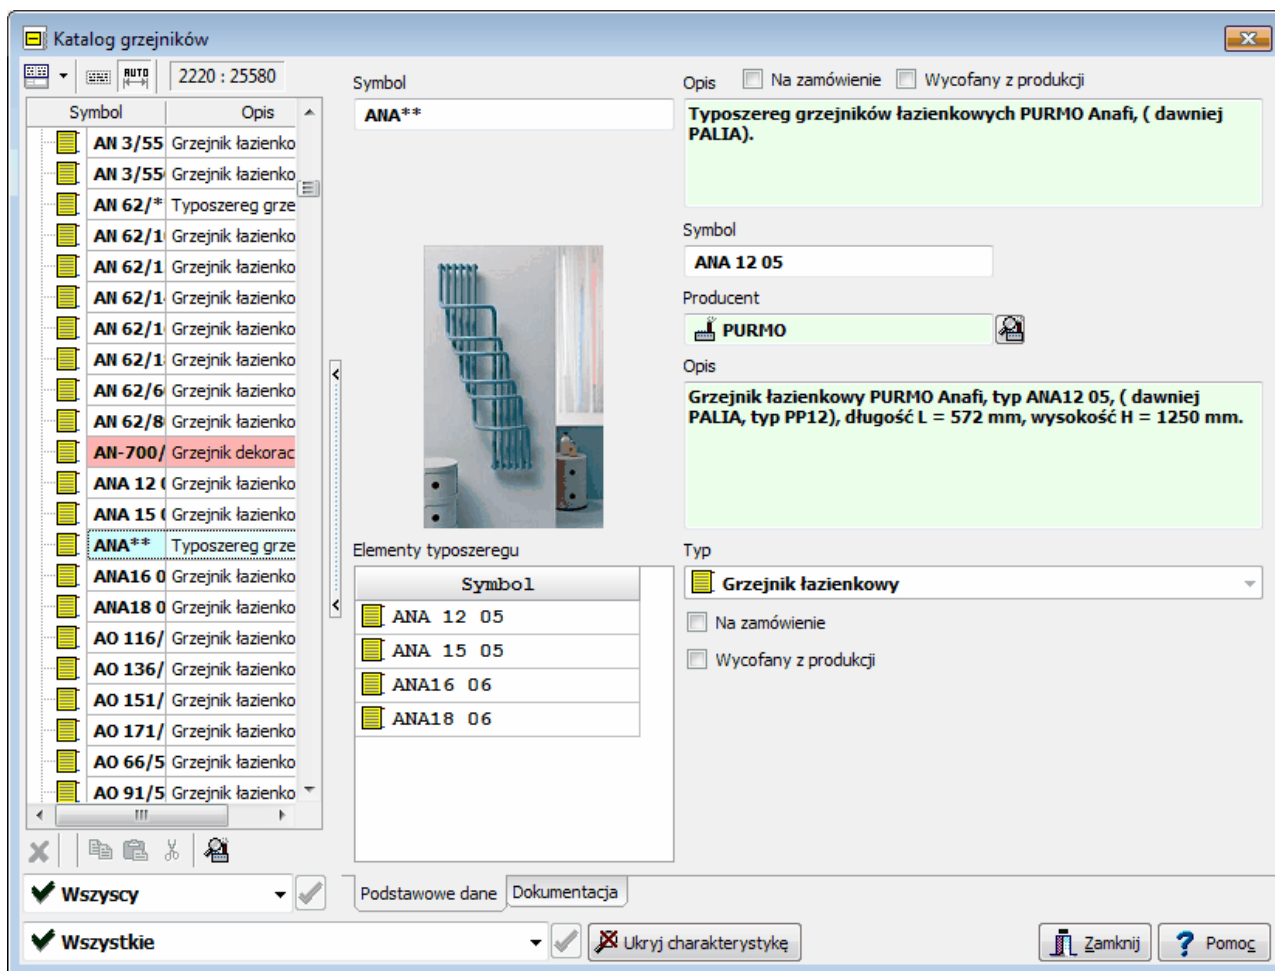 Katalog grzejników
AUTO
2220 : 25580
Symbol Opis
AN 3/55 Grzejnik łazienko
AN 3/55 Grzejnik łazienko
AN 62/* Typoszereg grze
AN 62/1 Grzejnik łazienko
AN 62/1 Grzejnik łazienko
AN 62/1 Grzejnik łazienko
AN 62/1 Grzejnik łazienko
AN 62/1 Grzejnik łazienko
AN 62/6 Grzejnik łazienko
AN 62/8 Grzejnik łazienko
AN-700/ Grzejnik dekorac
ANA 12 Grzejnik łazienko
ANA 15 Grzejnik łazienko
ANA** Typoszereg grze
ANA16 0 Grzejnik łazienko
ANA18 0 Grzejnik łazienko
AO 116/ Grzejnik łazienko
AO 136/ Grzejnik łazienko
AO 151/ Grzejnik łazienko
AO 171/ Grzejnik łazienko
AO 66/5 Grzejnik łazienko
AO 91/5 Grzejnik łazienko
Wszyscy
Symbol
ANA**
Elementy typoszeregu
Symbol
ANA 12 05
ANA 15 05
ANA16 06
ANA18 06
Opis Na zamówienie Wycofany z produkcji
Typoszereg grzejników łazienkowych PURMO Anafi, ( dawniej
PALIA).
Symbol
ANA 12 05
Producent
PURMO
Opis
Grzejnik łazienkowy PURMO Anafi, typ ANA12 05, ( dawniej
PALIA, typ PP12), długość L = 572 mm, wysokość H = 1250 mm.
Typ
Grzejnik łazienkowy
Na zamówienie
Wycofany z produkcji
Podstawowe dane Dokumentacja
Wszystkie Ukryj charakterystykę Zamknij Pomoc